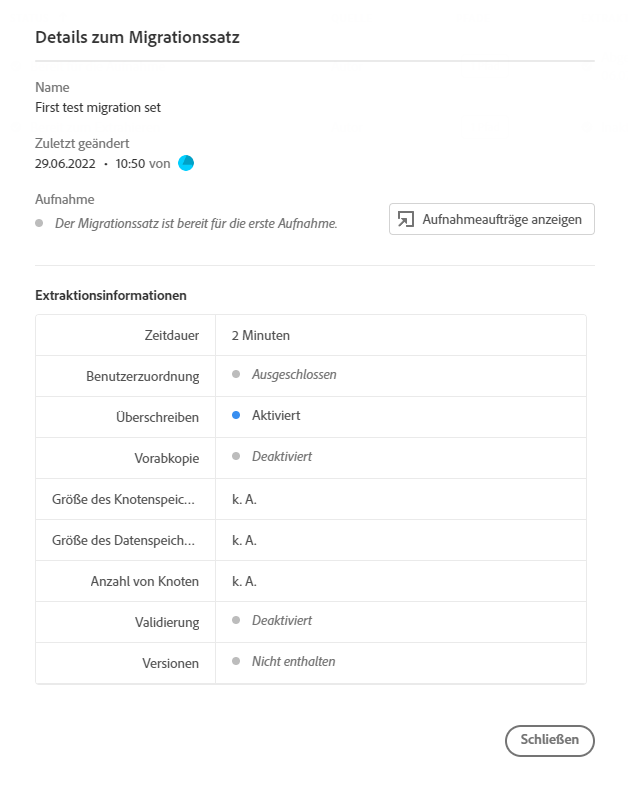 Details zum Migrationssatz
Name
First test migration set
Zuletzt geändert
29.06.2022 • 10:50 von
Aufnahme
Der Migrationssatz ist bereit für die erste Aufnahme.
Aufnahmeaufträge anzeigen
Extraktionsinformationen
Zeitdauer 2 Minuten
Benutzerzuordnung Ausgeschlossen
Überschreiben Aktiviert
Vorabkopie Deaktiviert
Größe des Knotenspeic... k. A.
Größe des Datenspeich... k. A.
Anzahl von Knoten k. A.
Validierung Deaktiviert
Versionen Nicht enthalten
Schließen